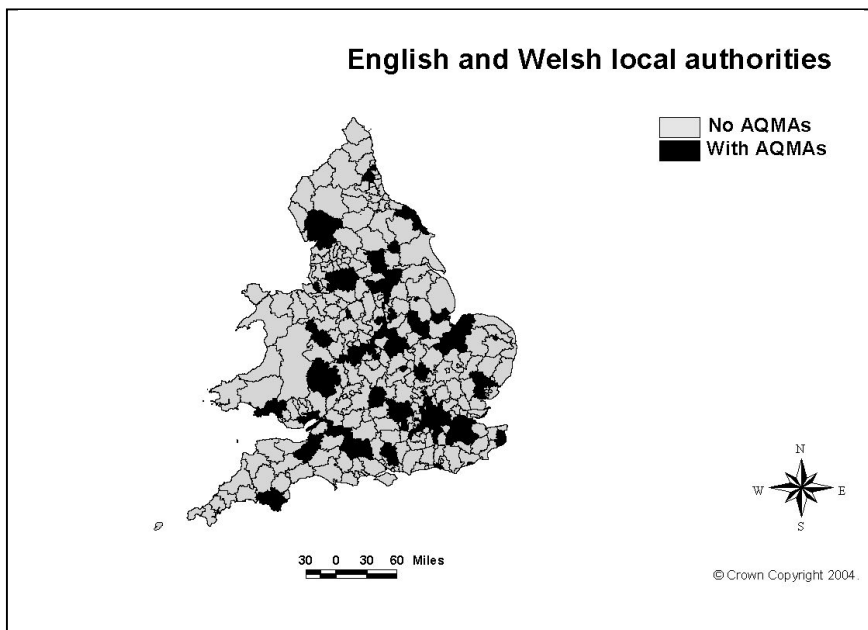 English and Welsh local authorities
No AQMAs
With AQMAs
N
W E
S
30 0 30 60 Miles
© Crown Copyright 2004.